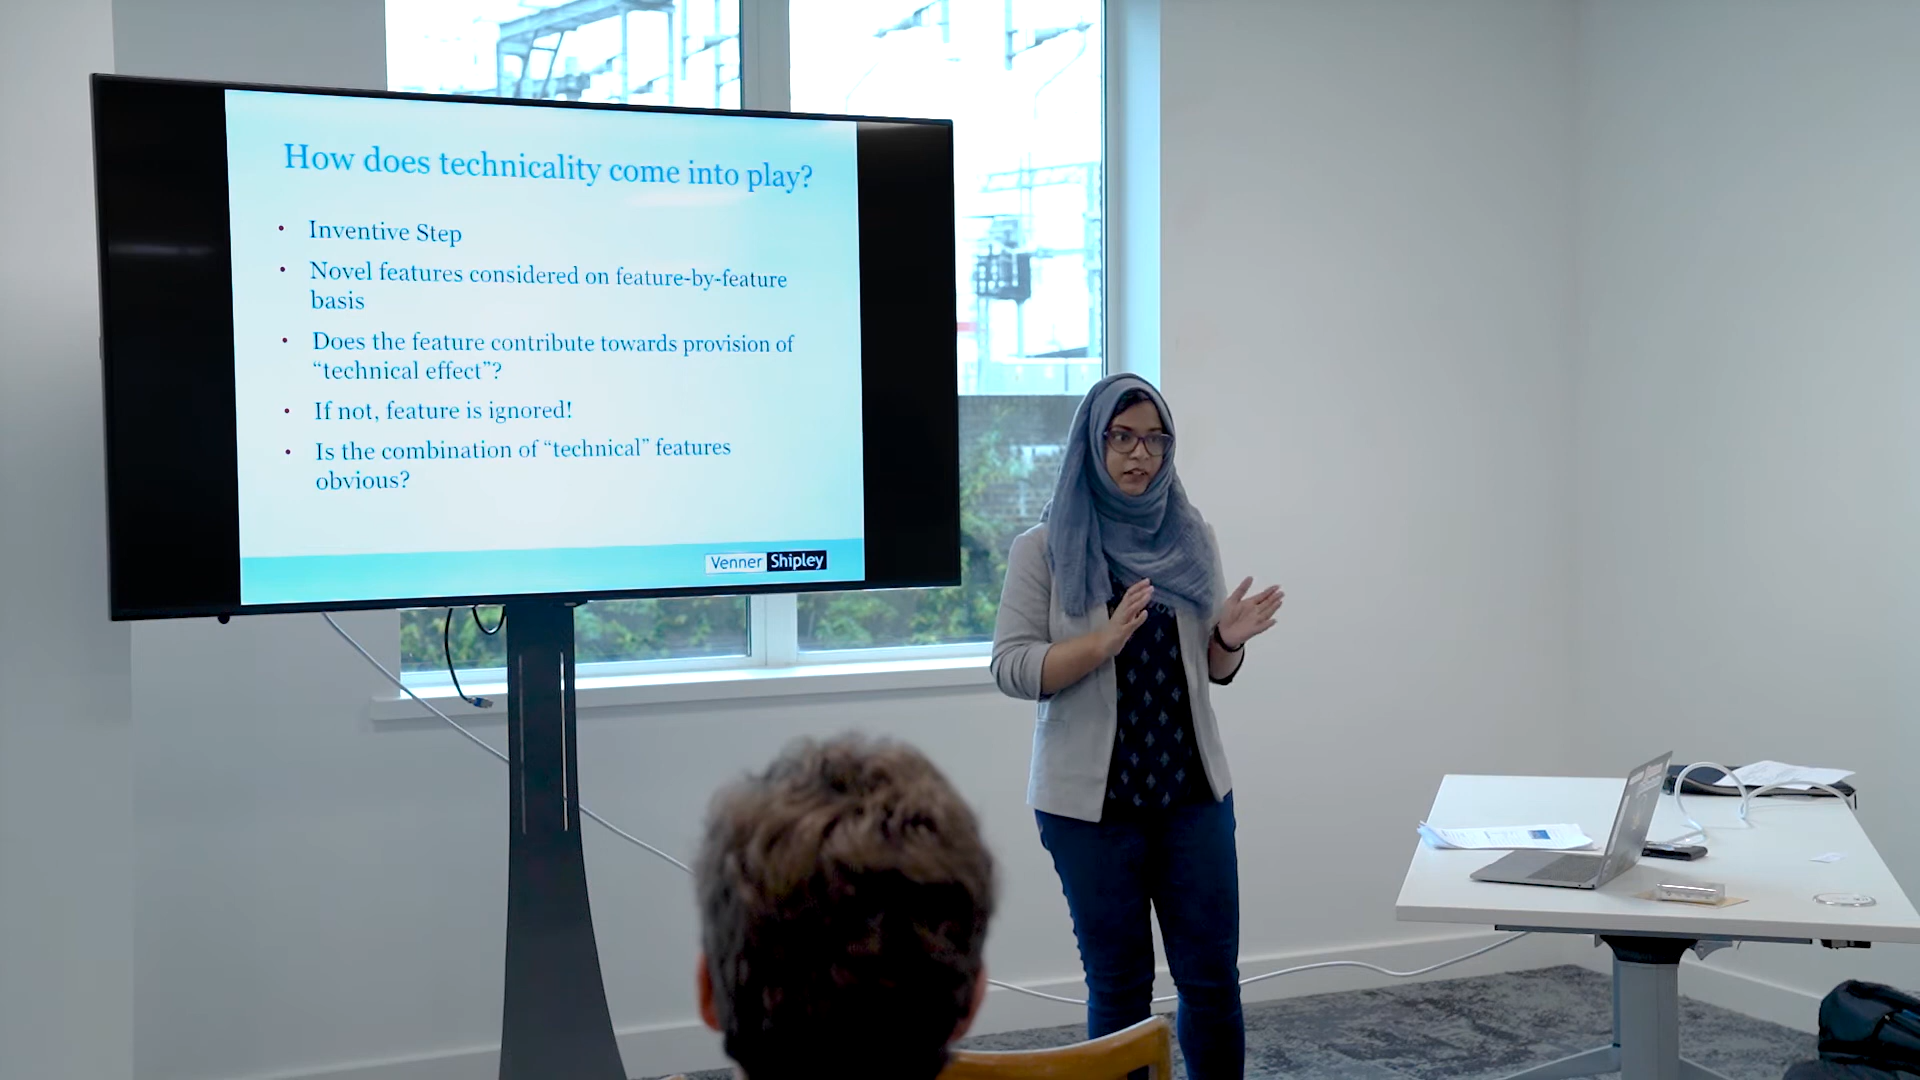 How does technicality come into play?
• Inventive Step
• Novel features considered on feature-by-feature
basis
• Does the feature contribute towards provision of
“technical effect”?
• If not, feature is ignored!
• Is the combination of “technical” features
obvious?
Venner Shipley